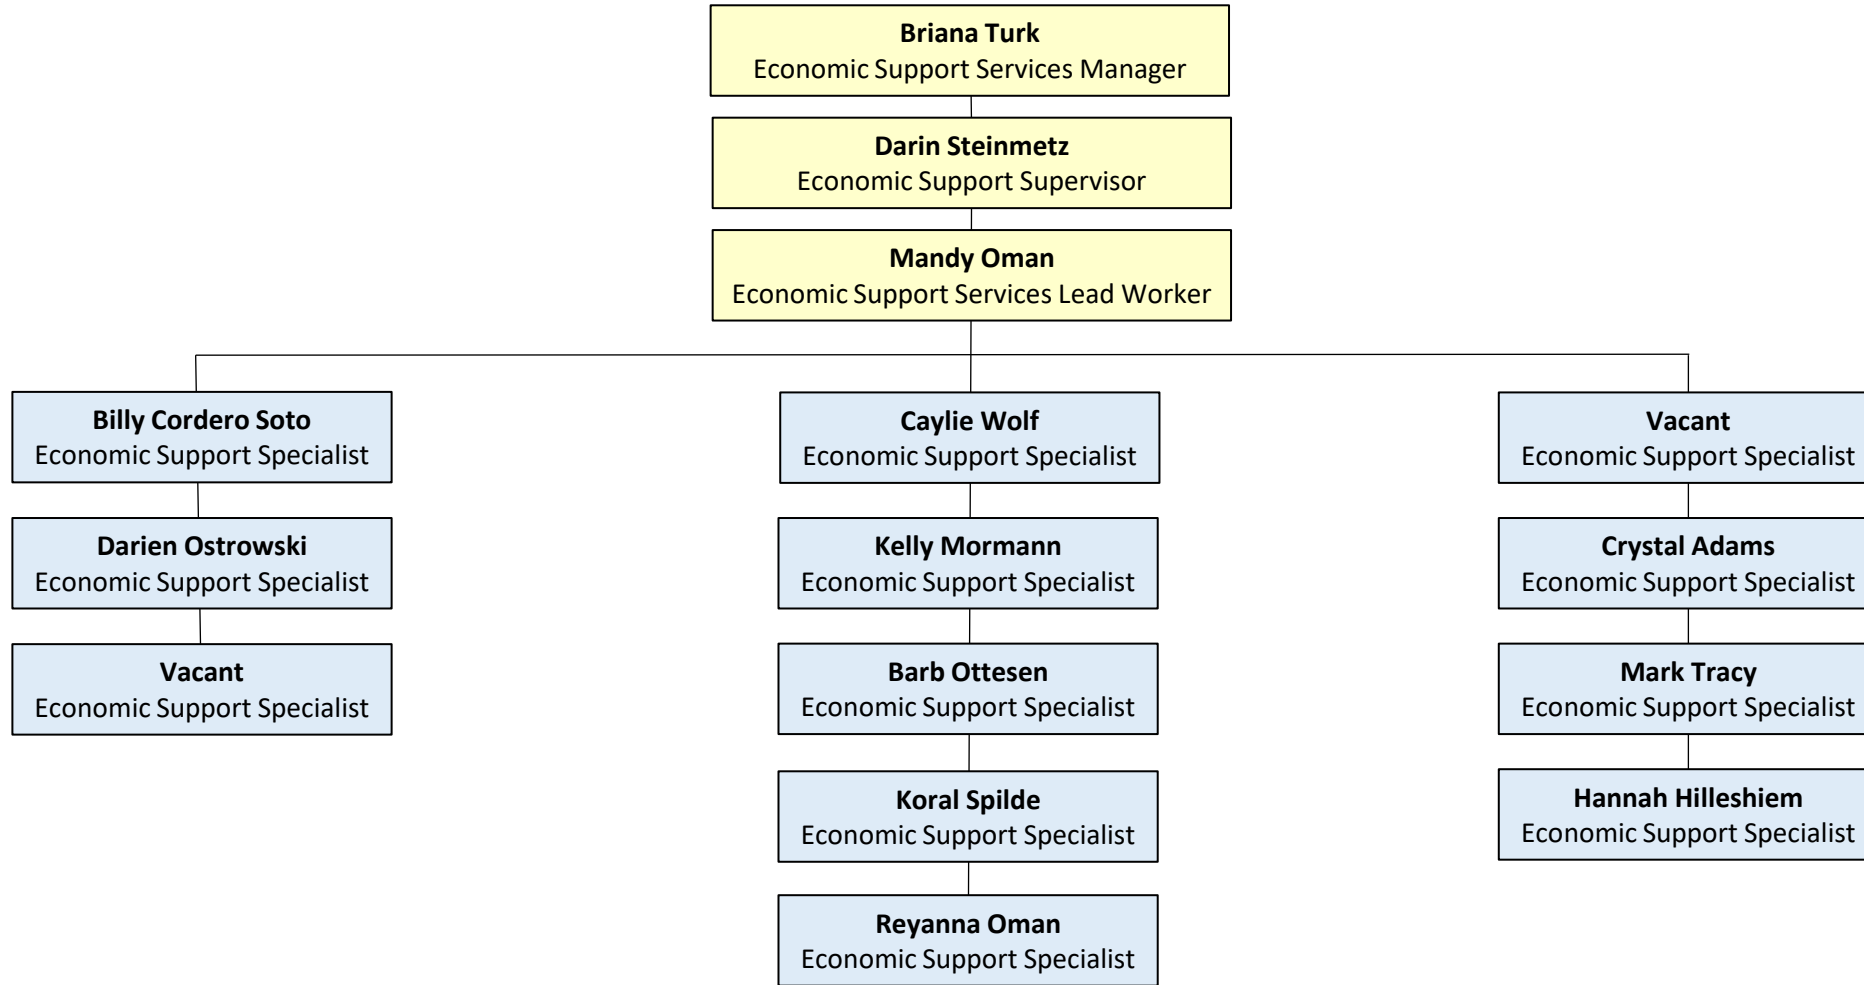 Briana Turk
Economic Support Services Manager
Darin Steinmetz
Economic Support Supervisor
Mandy Oman
Economic Support Services Lead Worker
Billy Cordero Soto
Economic Support Specialist
Darien Ostrowski
Economic Support Specialist
Vacant
Economic Support Specialist
Caylie Wolf
Economic Support Specialist
Kelly Mormann
Economic Support Specialist
Barb Ottesen
Economic Support Specialist
Koral Spilde
Economic Support Specialist
Reyanna Oman
Economic Support Specialist
Vacant
Economic Support Specialist
Crystal Adams
Economic Support Specialist
Mark Tracy
Economic Support Specialist
Hannah Hilleshiem
Economic Support Specialist